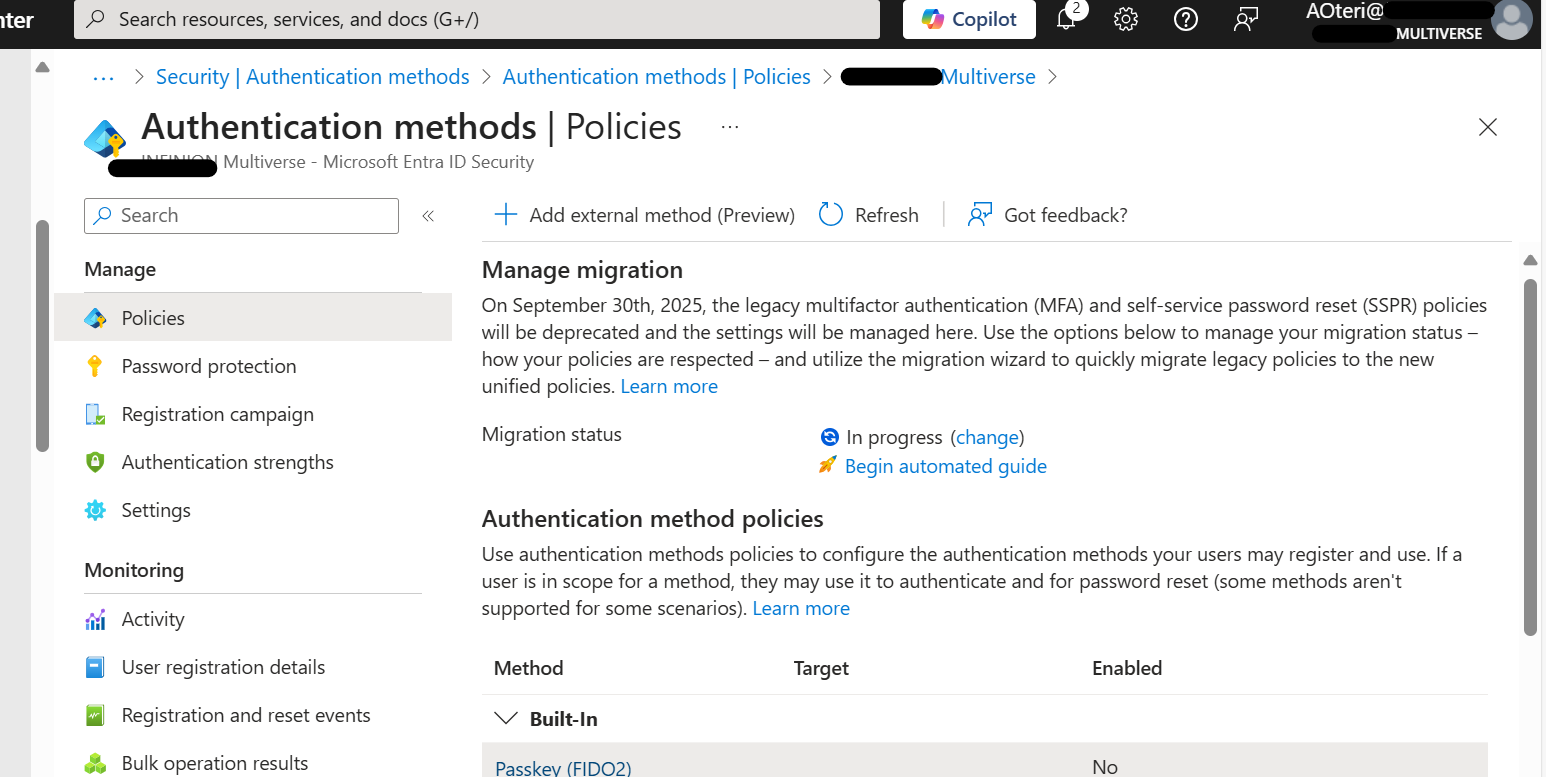 nter
Search resources, services, and docs (G+/)
Copilot
2
AOteri@
MULTIVERSE
... > Security | Authentication methods > Authentication methods | Policies > Multiverse >
Authentication methods | Policies ...
Multiverse - Microsoft Entra ID Security
Search
«
Add external method (Preview)
Refresh
Got feedback?
Manage
Policies
Password protection
Registration campaign
Authentication strengths
Settings
Monitoring
Activity
User registration details
Registration and reset events
Bulk operation results
Manage migration
On September 30th, 2025, the legacy multifactor authentication (MFA) and self-service password reset (SSPR) policies
will be deprecated and the settings will be managed here. Use the options below to manage your migration status –
how your policies are respected – and utilize the migration wizard to quickly migrate legacy policies to the new
unified policies. Learn more
Migration status
In progress (change)
Begin automated guide
Authentication method policies
Use authentication methods policies to configure the authentication methods your users may register and use. If a
user is in scope for a method, they may use it to authenticate and for password reset (some methods aren't
supported for some scenarios). Learn more
Method Target Enabled
Built-In
Passkey (FIDO2) No